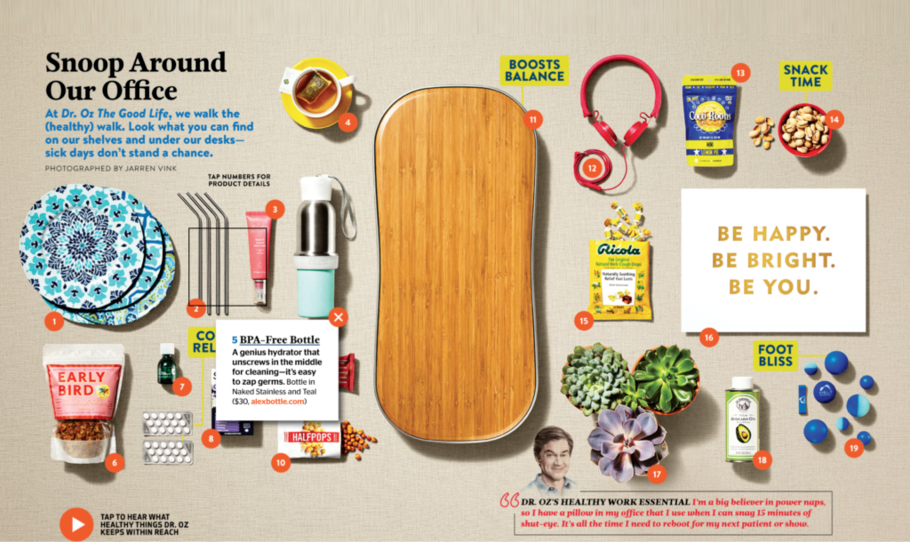 Snoop Around
Our Office
At Dr. Oz The Good Life, we walk the
(healthy) walk. Look what you can find
on our shelves and under our desks—
sick days don't stand a chance.
PHOTOGRAPHED BY JARREN VINK
TAP NUMBERS FOR
PRODUCT DETAILS
BOOSTS
BALANCE
SNACK
TIME
4
11
12
13
14
Ricola
BE HAPPY.
BE BRIGHT.
BE YOU.
1
2
3
15
16
CO
REL
5 BPA-Free Bottle
A genius hydrator that
unscrews in the middle
for cleaning—it's easy
to zap germs. Bottle in
Naked Stainless and Teal
($30, alexbottle.com)
FOOT
BLISS
EARLY
BIRD
7
8
6
HALFPOPS
10
17
18
19
TAP TO HEAR WHAT
HEALTHY THINGS DR. OZ
KEEPS WITHIN REACH
DR. OZ'S HEALTHY WORK ESSENTIAL I'm a big believer in power naps,
so I have a pillow in my office that I use when I can snag 15 minutes of
shut-eye. It's all the time I need to reboot for my next patient or show.